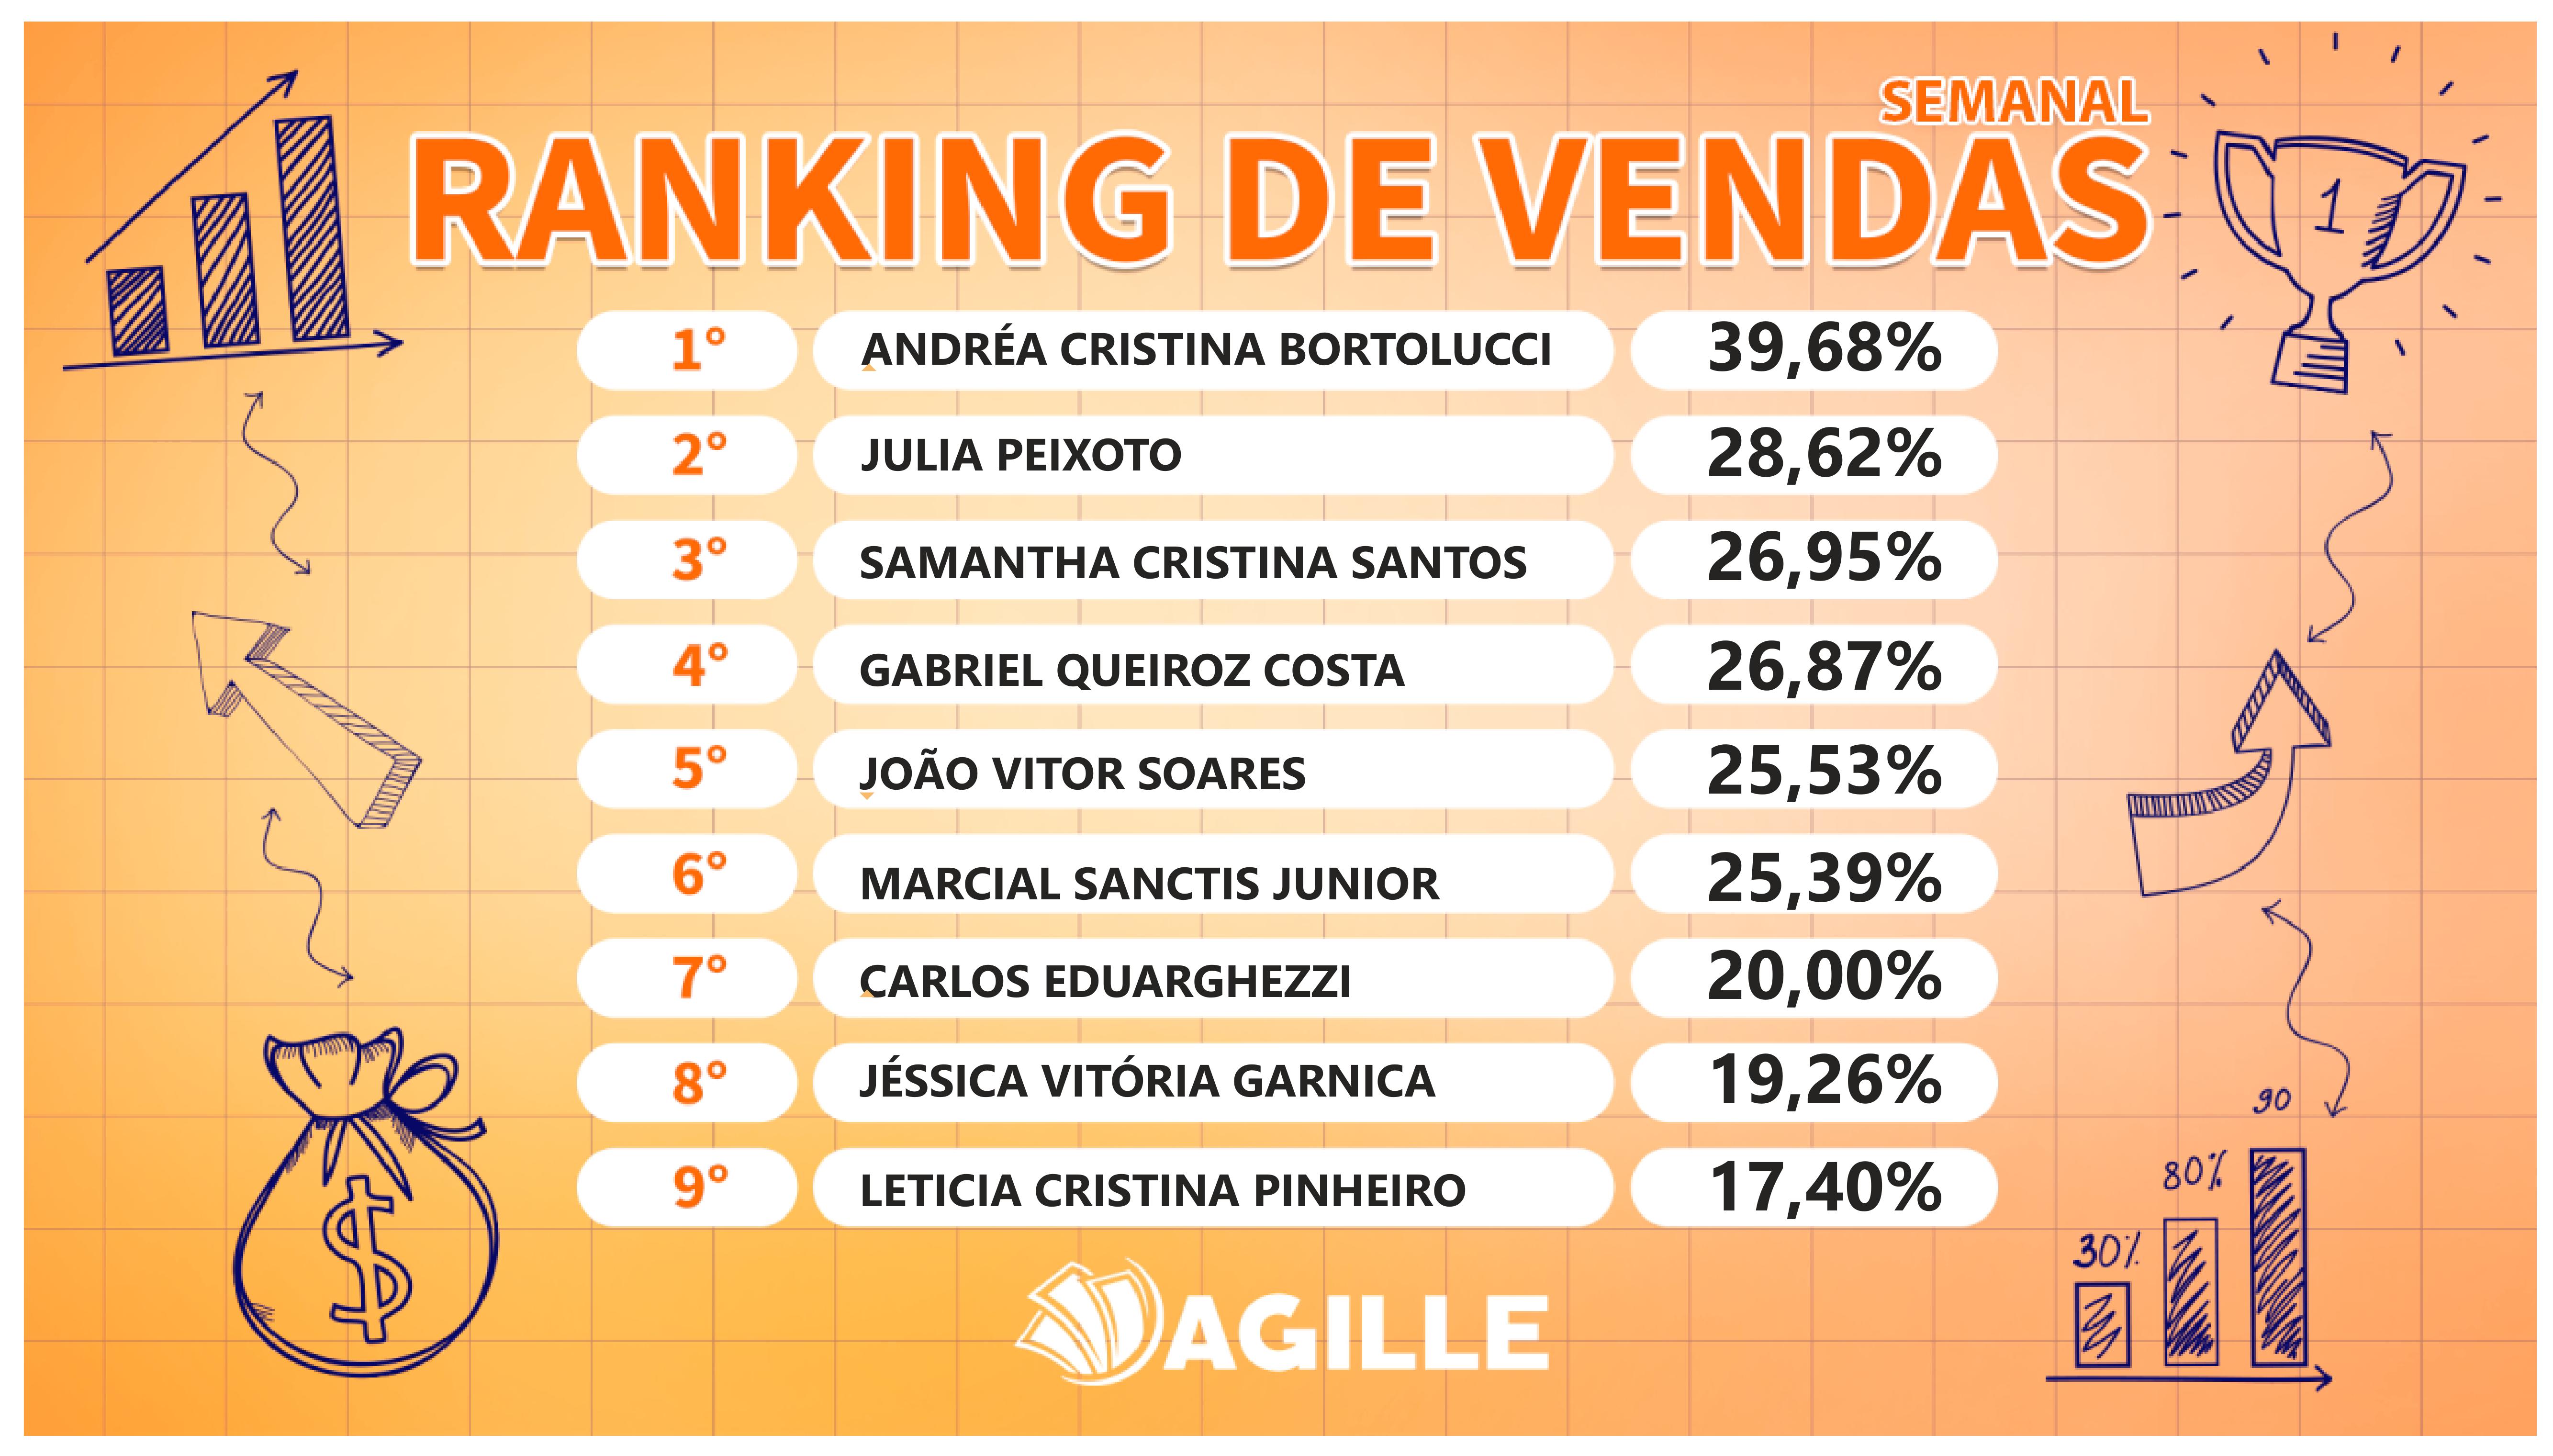 SEMANAL
RANKING DE VENDAS
1° ANDRÉA CRISTINA BORTOLUCCI 39,68%
2° JULIA PEIXOTO 28,62%
3° SAMANTHA CRISTINA SANTOS 26,95%
4° GABRIEL QUEIROZ COSTA 26,87%
5° JOÃO VITOR SOARES 25,53%
6° MARCIAL SANCTIS JUNIOR 25,39%
7° CARLOS EDUARGHEZZI 20,00%
8° JÉSSICA VITÓRIA GARNICA 19,26%
9° LETICIA CRISTINA PINHEIRO 17,40%
AGILLE
1
$
90
80%
30%